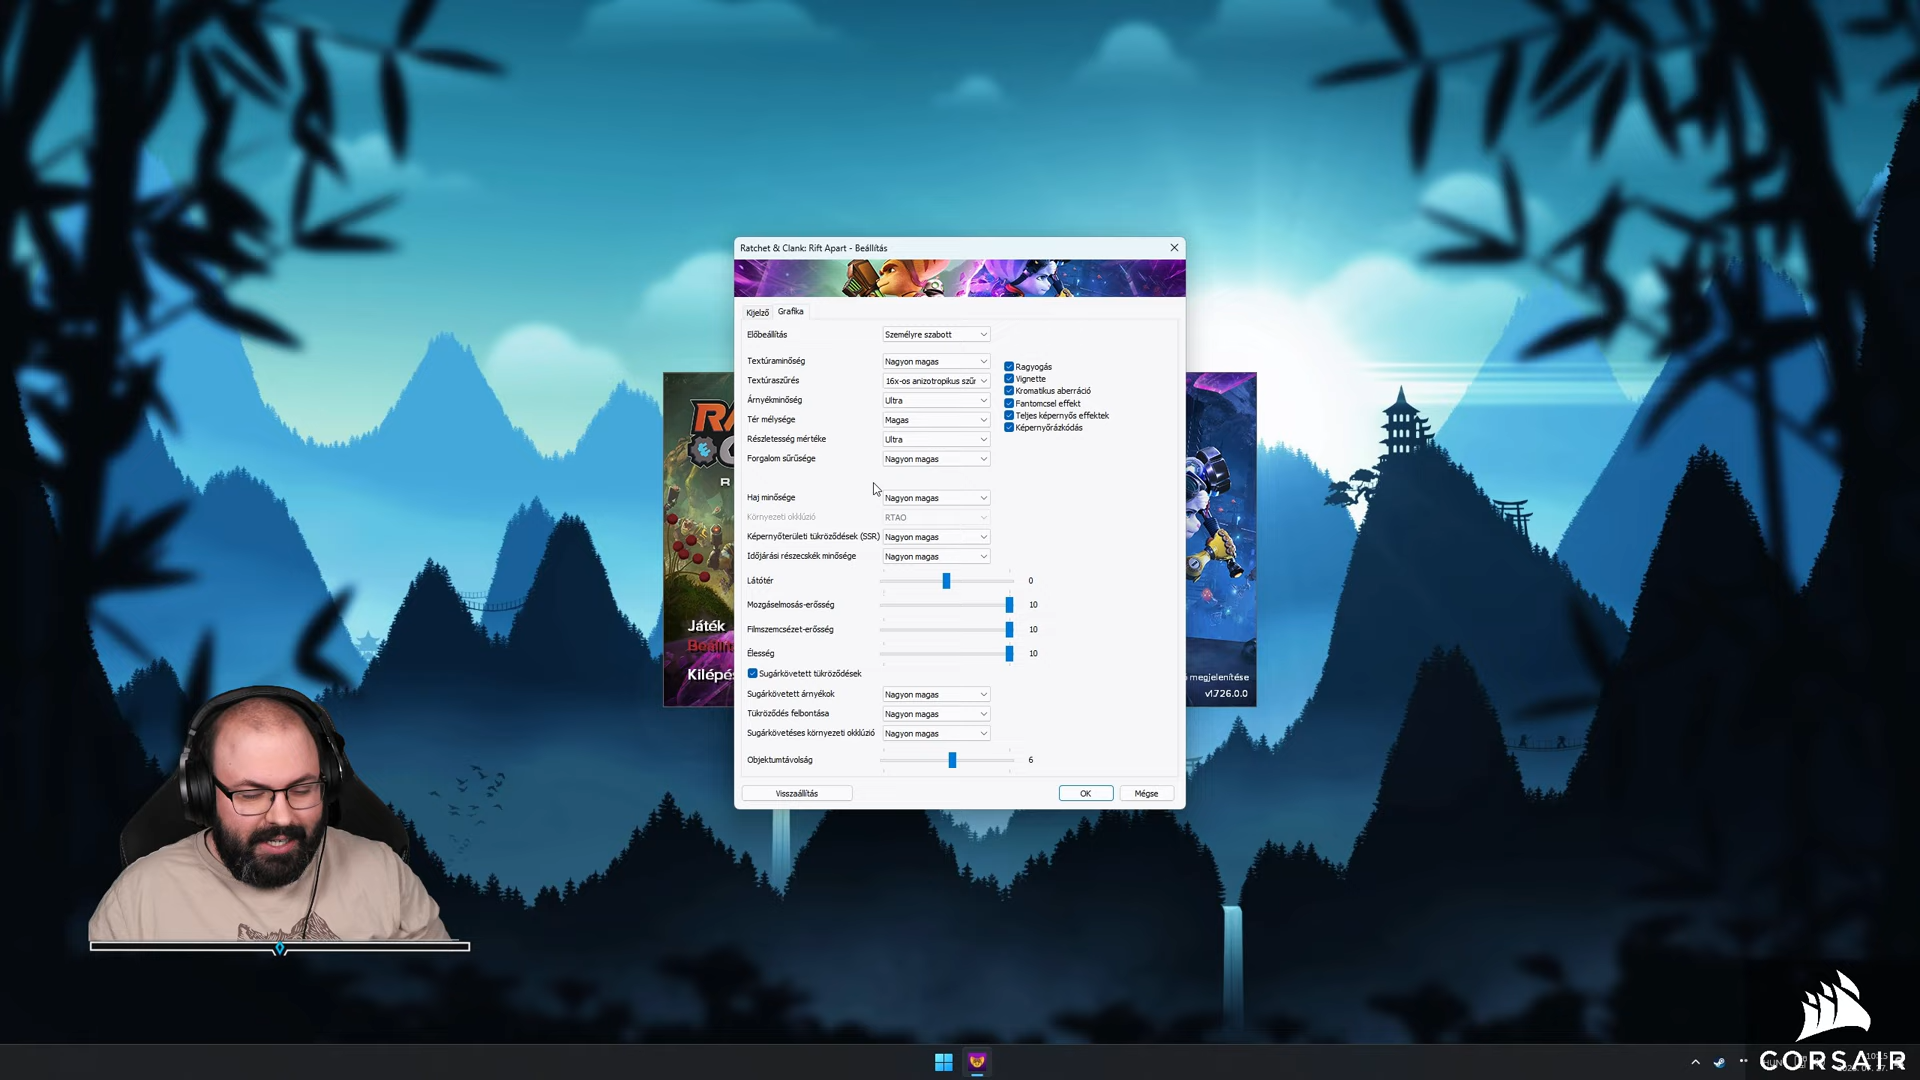 Ratchet & Clank: Rift Apart - Beállítás
Kijelző
Grafika
Előbeállítás
Személyre szabott
Textúraminőség
Nagyon magas
Textúraszűrés
16x-os anizotropikus szűr
Árnyékminőség
Ultra
Tér mélysége
Magas
Részletesség mértéke
Ultra
Forgalom sűrűsége
Nagyon magas
Ragyogás
Vignette
Kromatikus aberráció
Fantomcsel effekt
Teljes képernyős effektek
Képernyőrázkódás
Haj minősége
Nagyon magas
Környezeti okklúzió
RTAO
Képernyőterületi tükröződések (SSR)
Nagyon magas
Időjárási részecskék minősége
Nagyon magas
Látótér
0
Mozgáselmosás-erősség
10
Filmszemcsézet-erősség
10
Élesség
10
Sugárkövetett tükröződések
Sugárkövetett árnyékok
Nagyon magas
Tükröződés felbontása
Nagyon magas
Sugárkövetéses környezeti okklúzió
Nagyon magas
Objektumtávolság
6
Visszaállítás
OK
Mégse
RA
C
R
Játék
Beállít
Kilépés
megjelenítése
v1.726.0.0
CORSAIR